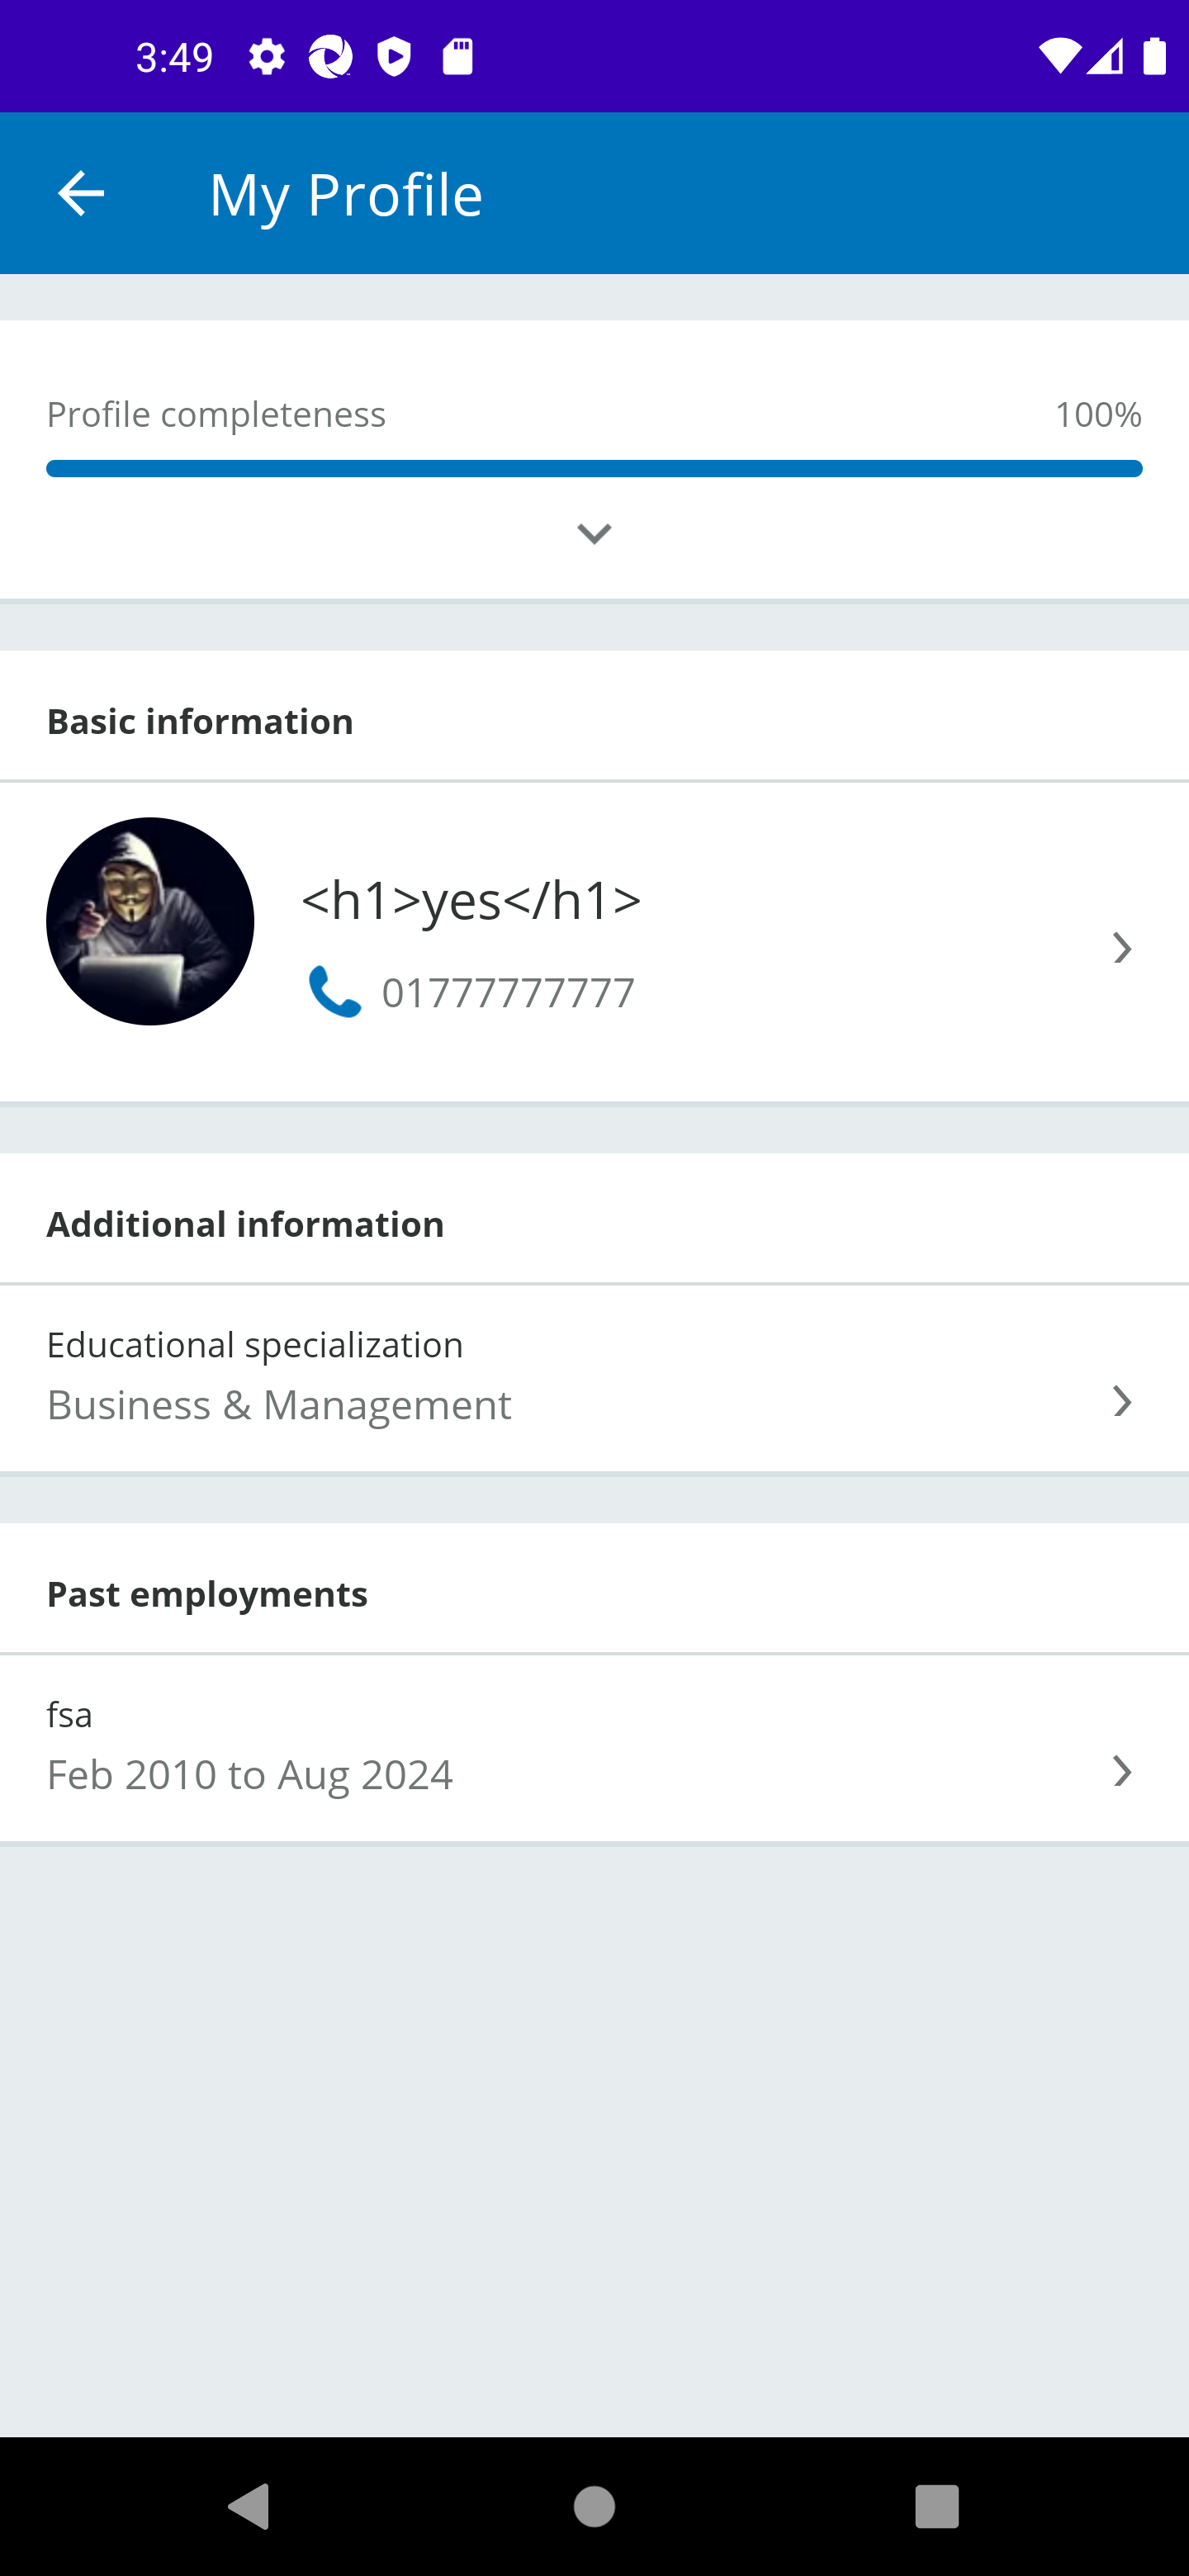 3:49
My Profile
Profile completeness 100%
Basic information
<h1>yes</h1>
01777777777
Additional information
Educational specialization
Business & Management
Past employments
fsa
Feb 2010 to Aug 2024